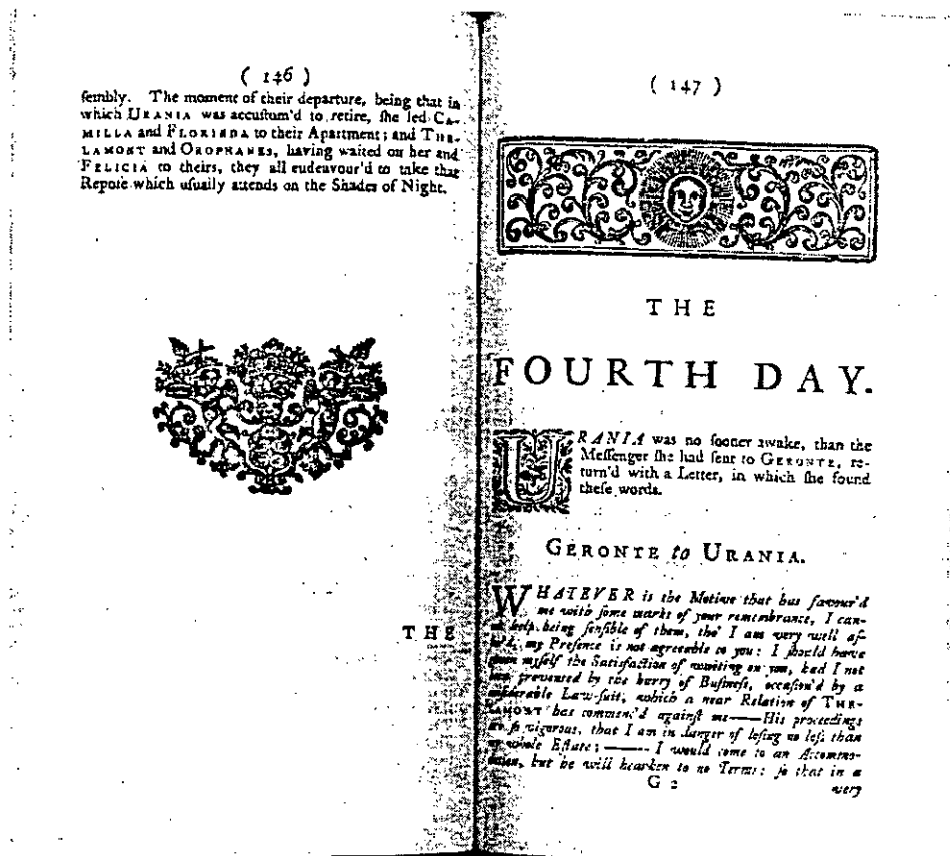 ( 146 )
ſembly. The moment of their departure, being that in
which URANIA was accuſtum'd to retire, ſhe led CA-
MILLA and FLORINDA to their Apartment; and THE-
LAMONT and OROPHANES, having waited on her and
FELICIA to theirs, they all endeavour'd to take that
Repoſe which uſually attends on the Shades of Night.
THE
( 147 )
THE
FOURTH DAY.
URANIA was no ſooner awake, than the
Meſſenger ſhe had ſent to GERONTE, re-
turn'd with a Letter, in which ſhe found
theſe words.
GERONTE to URANIA.
WHATEVER is the Motive that has favour'd
me with ſome marks of your remembrance, I can-
help being ſenſible of them, tho' I am very well aſ-
my Preſence is not agreeable to you: I ſhould have
myſelf the Satisfaction of waiting on you, had I not
prevented by the hurry of Buſineſs, occaſion'd by a
Law-ſuit, which a near Relation of THE-
LAMONT has commenc'd againſt me——His proceedings
ſo vigorous, that I am in danger of loſing no leſs than
whole Eſtate;——— I would come to an Accommo-
but he will hearken to no Terms: ſo that in a
G 2
very